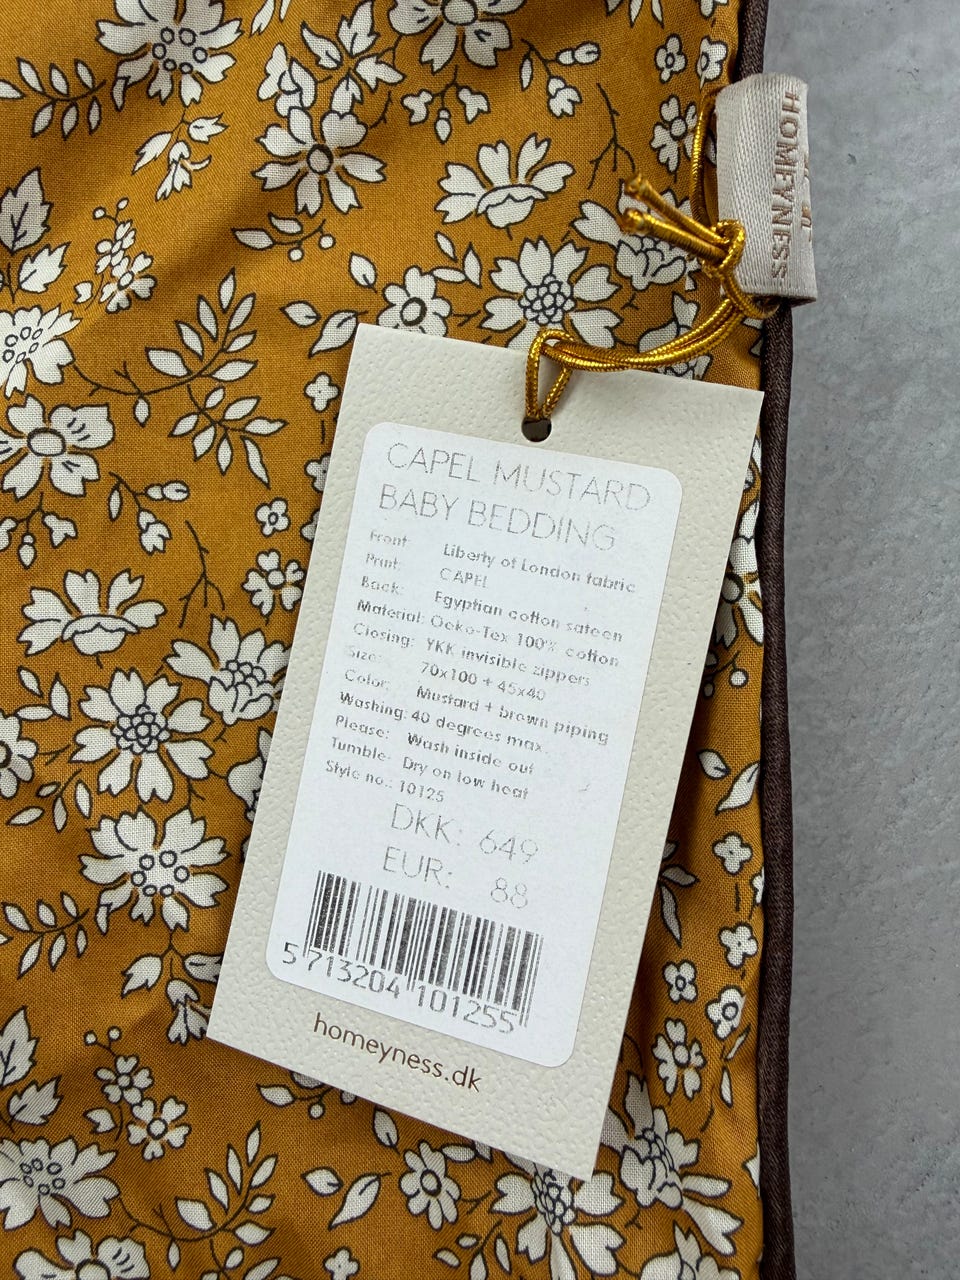 HOMEYNESS
CAPEL MUSTARD
BABY BEDDING
Front: Liberty of London fabric
Print: CAPEL
Back: Egyptian cotton sateen
Material: Oeko-Tex 100% cotton
Closing: YKK invisible zippers
Size: 70x100 + 45x40
Color: Mustard + brown piping
Washing: 40 degrees max
Please: Wash inside out
Tumble: Dry on low heat
Style no.: 10125
DKK: 649
EUR: 88
5 713204 101255
homeyness.dk